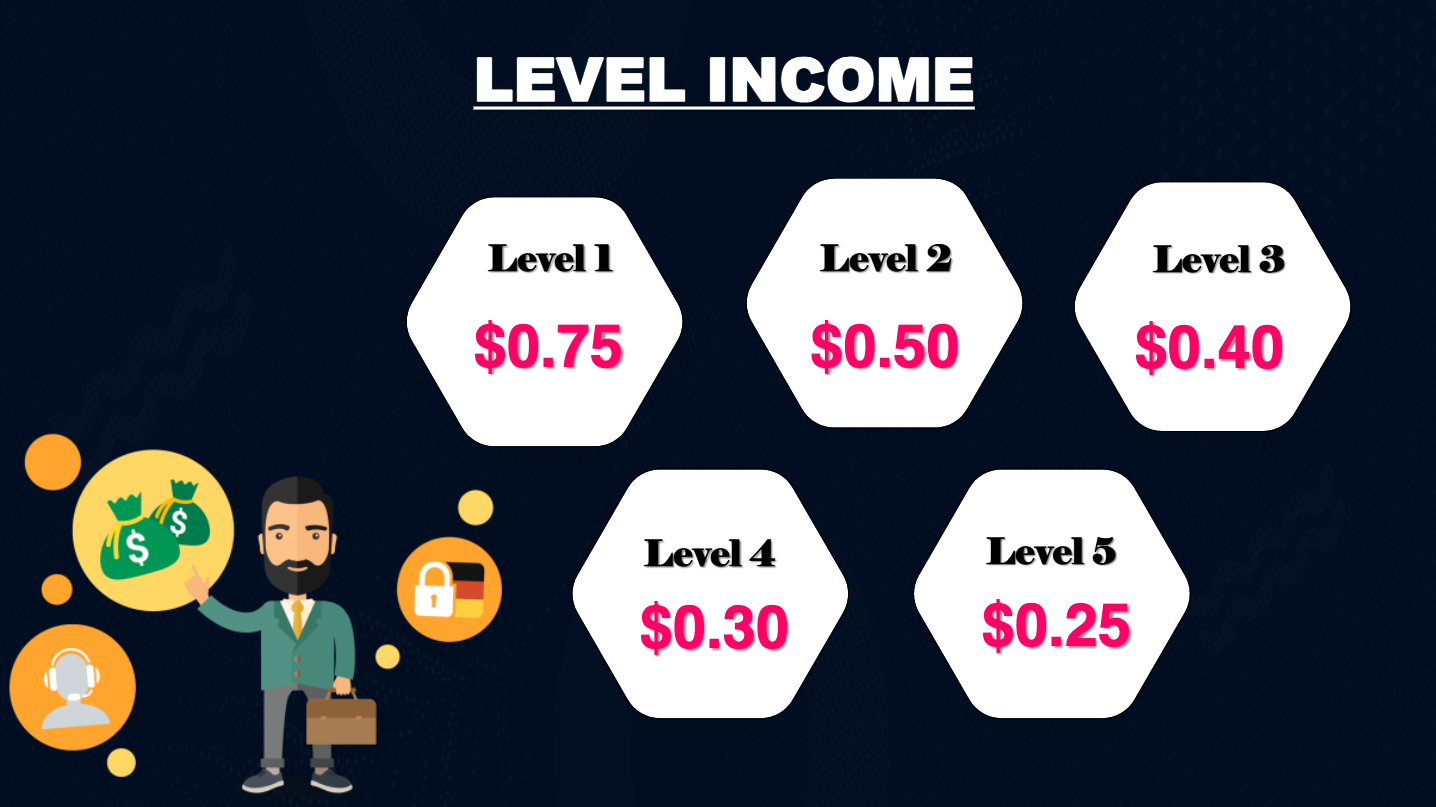 LEVEL INCOME
Level 1
$0.75
Level 2
$0.50
Level 3
$0.40
Level 4
$0.30
Level 5
$0.25
$
$